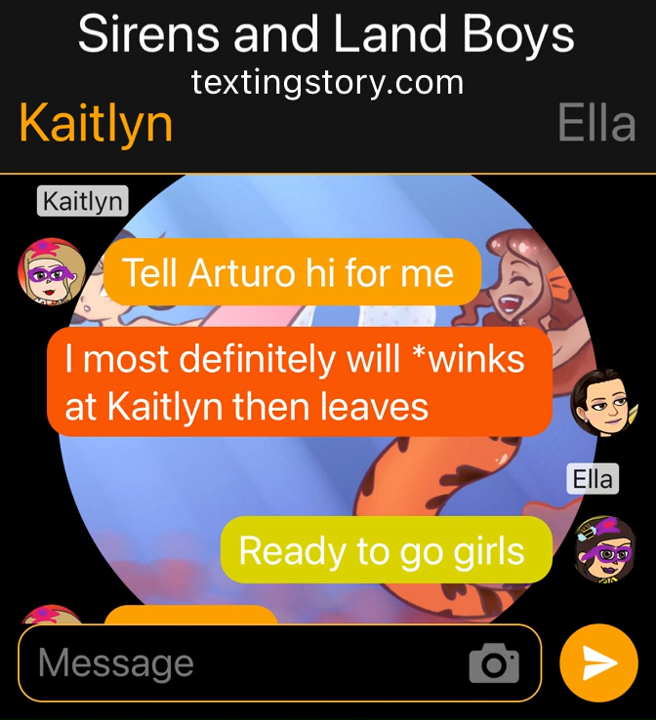 Sirens and Land Boys
textingstory.com
Kaitlyn
Ella
Kaitlyn
Tell Arturo hi for me
I most definitely will *winks
at Kaitlyn then leaves
Ella
Ready to go girls
Message